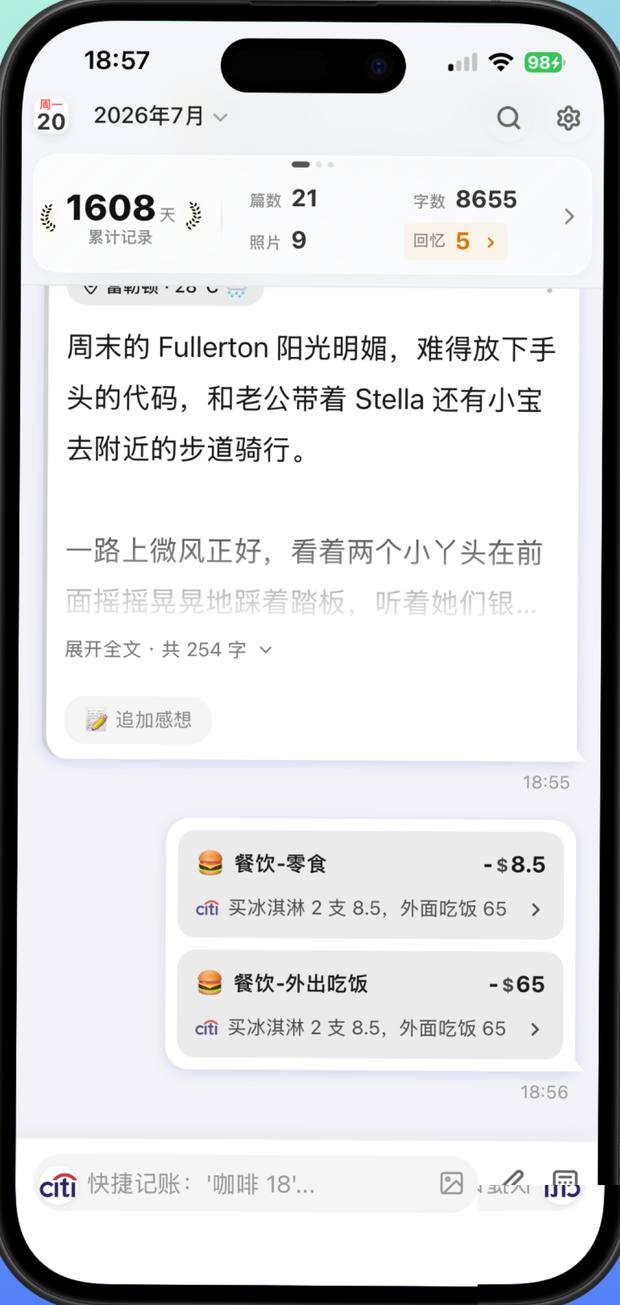 18:57
98
周一
20
2026年7月
1608 天
累计记录
篇数 21
字数 8655
照片 9
回忆 5
富勒顿 · 28°C
周末的 Fullerton 阳光明媚，难得放下手
头的代码，和老公带着 Stella 还有小宝
去附近的步道骑行。
一路上微风正好，看着两个小丫头在前
面摇摇晃晃地踩着踏板，听着她们银...
展开全文 · 共 254 字
追加感想
18:55
餐饮-零食 -$8.5
citi 买冰淇淋 2 支 8.5，外面吃饭 65
餐饮-外出吃饭 -$65
citi 买冰淇淋 2 支 8.5，外面吃饭 65
18:56
citi 快捷记账：'咖啡 18'...